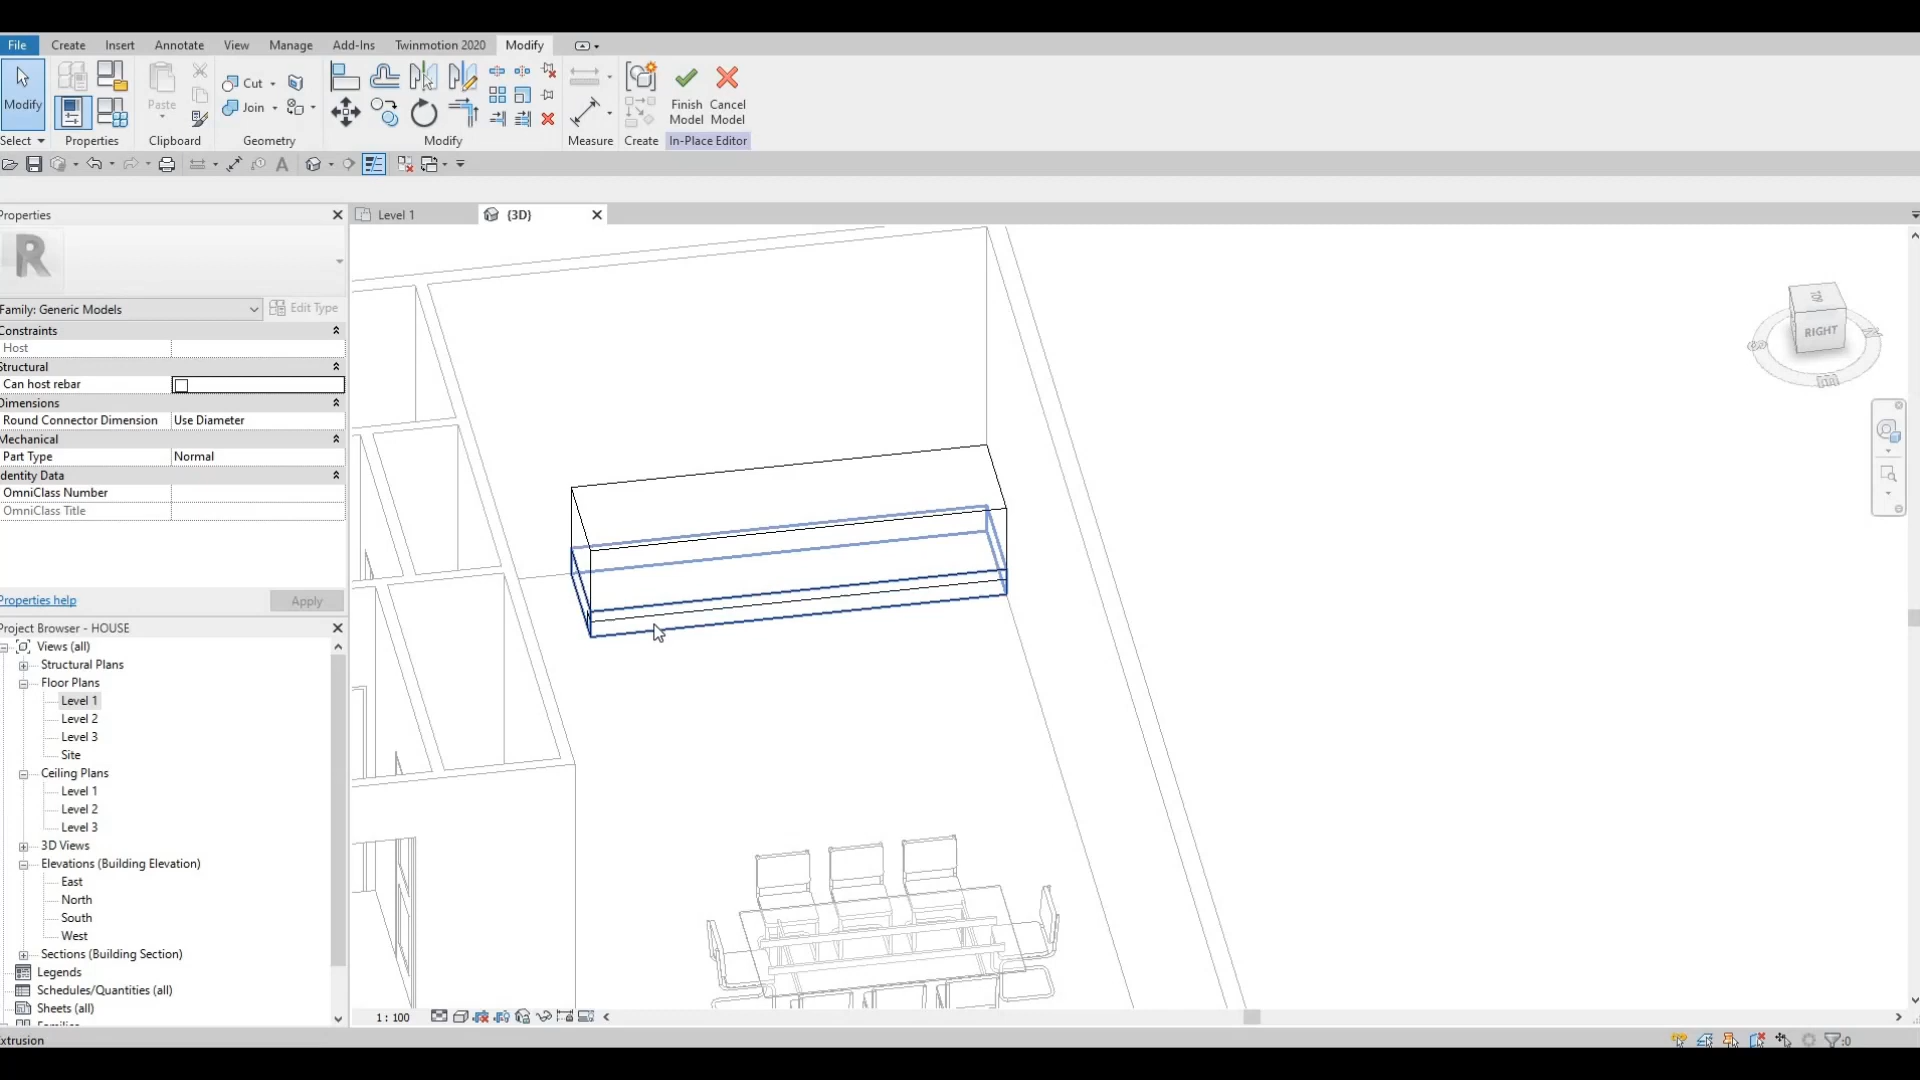 File Create Insert Annotate View Manage Add-Ins Twinmotion 2020 Modify
Modify
Paste
Cut
Join
Finish Model
Cancel Model
Select Properties Clipboard Geometry Modify Measure Create In-Place Editor
Properties
Level 1
{3D}
R
Family: Generic Models
Edit Type
Constraints
Host
Structural
Can host rebar
Dimensions
Round Connector Dimension Use Diameter
Mechanical
Part Type Normal
dentity Data
OmniClass Number
OmniClass Title
Properties help
Apply
Project Browser - HOUSE
Views (all)
Structural Plans
Floor Plans
Level 1
Level 2
Level 3
Site
Ceiling Plans
Level 1
Level 2
Level 3
3D Views
Elevations (Building Elevation)
East
North
South
West
Sections (Building Section)
Legends
Schedules/Quantities (all)
Sheets (all)
TOP
RIGHT
1 : 100
xtrusion
:0